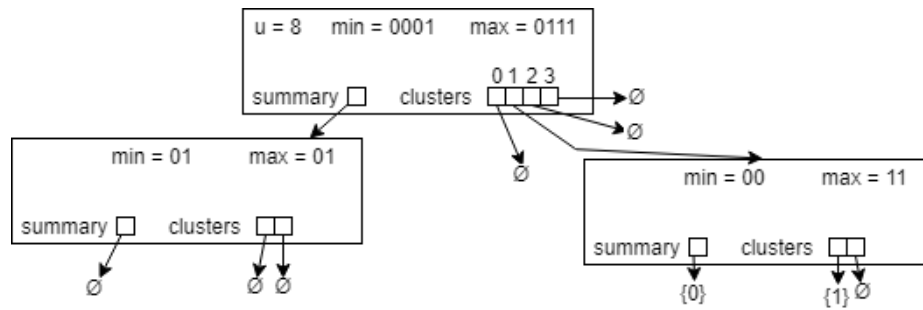 u = 8 min = 0001 max = 0111
0 1 2 3
summary clusters Ø
Ø
min = 01 max = 01
Ø
min = 00 max = 11
summary clusters
summary clusters
Ø Ø Ø
{0} {1} Ø